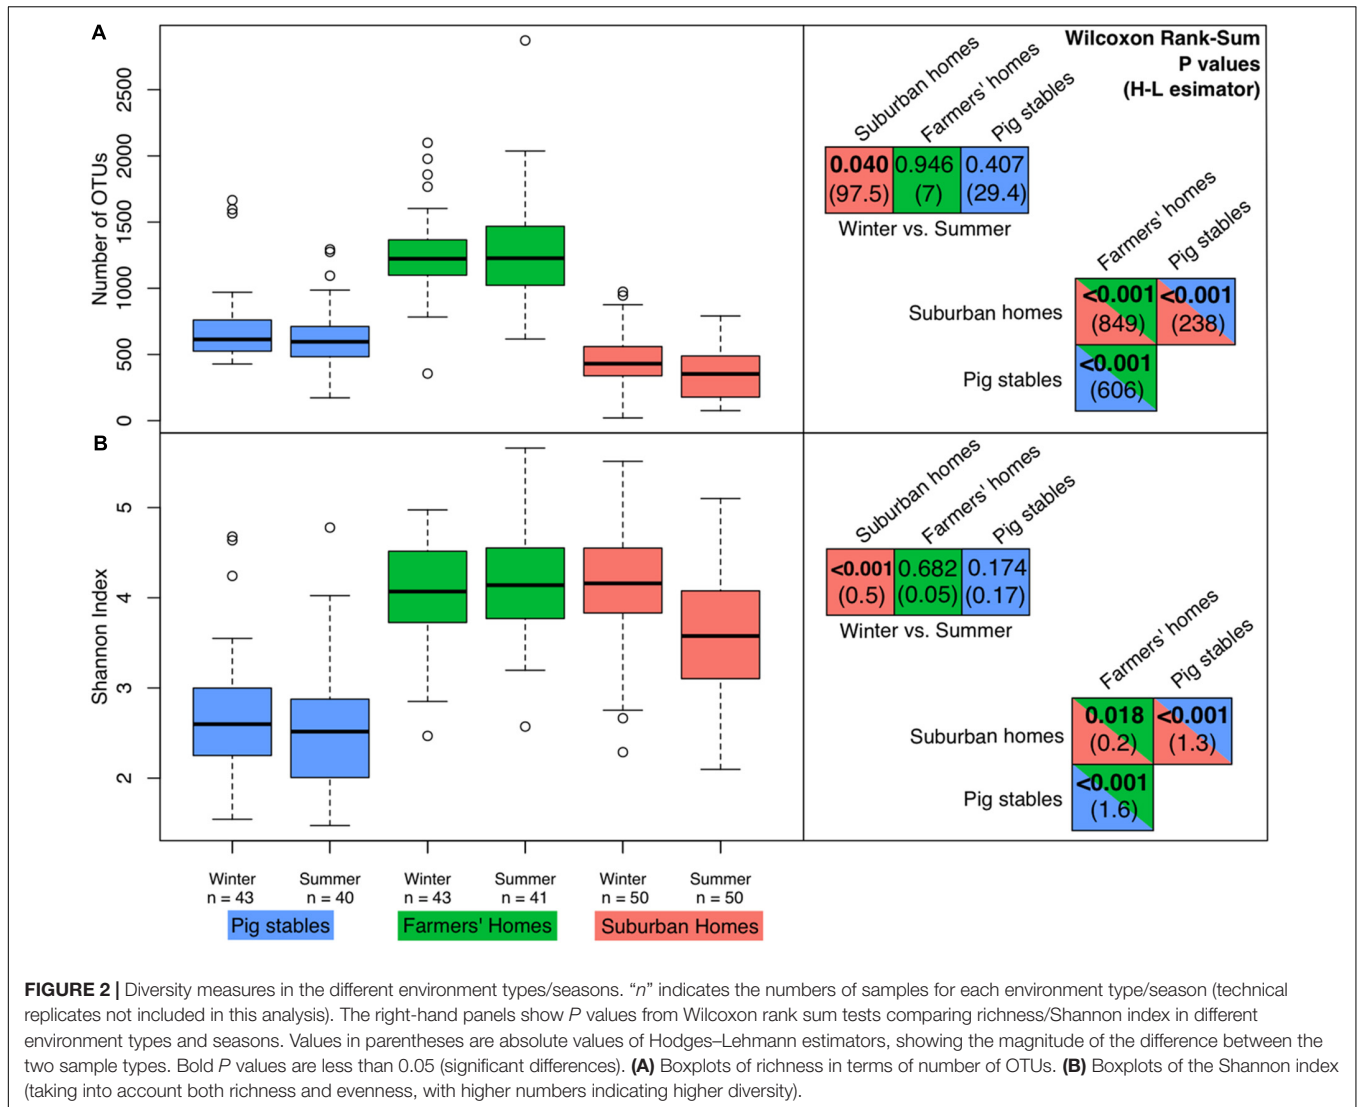 A
Number of OTUs
2500
2000
1500
1000
500
0
Wilcoxon Rank-Sum
P values
(H-L esimator)
Suburban homes
Farmers' homes
Pig stables
0.040 0.946 0.407
(97.5) (7) (29.4)
Winter vs. Summer
Farmers' homes
Pig stables
Suburban homes
<0.001 <0.001
(849) (238)
Pig stables
<0.001
(606)
B
Shannon Index
5
4
3
2
Suburban homes
Farmers' homes
Pig stables
<0.001 0.682 0.174
(0.5) (0.05) (0.17)
Winter vs. Summer
Farmers' homes
Pig stables
Suburban homes
0.018 <0.001
(0.2) (1.3)
Pig stables
<0.001
(1.6)
Winter Summer Winter Summer Winter Summer
n = 43 n = 40 n = 43 n = 41 n = 50 n = 50
Pig stables Farmers' Homes Suburban Homes
FIGURE 2 | Diversity measures in the different environment types/seasons. “n” indicates the numbers of samples for each environment type/season (technical
replicates not included in this analysis). The right-hand panels show P values from Wilcoxon rank sum tests comparing richness/Shannon index in different
environment types and seasons. Values in parentheses are absolute values of Hodges–Lehmann estimators, showing the magnitude of the difference between the
two sample types. Bold P values are less than 0.05 (significant differences). (A) Boxplots of richness in terms of number of OTUs. (B) Boxplots of the Shannon index
(taking into account both richness and evenness, with higher numbers indicating higher diversity).